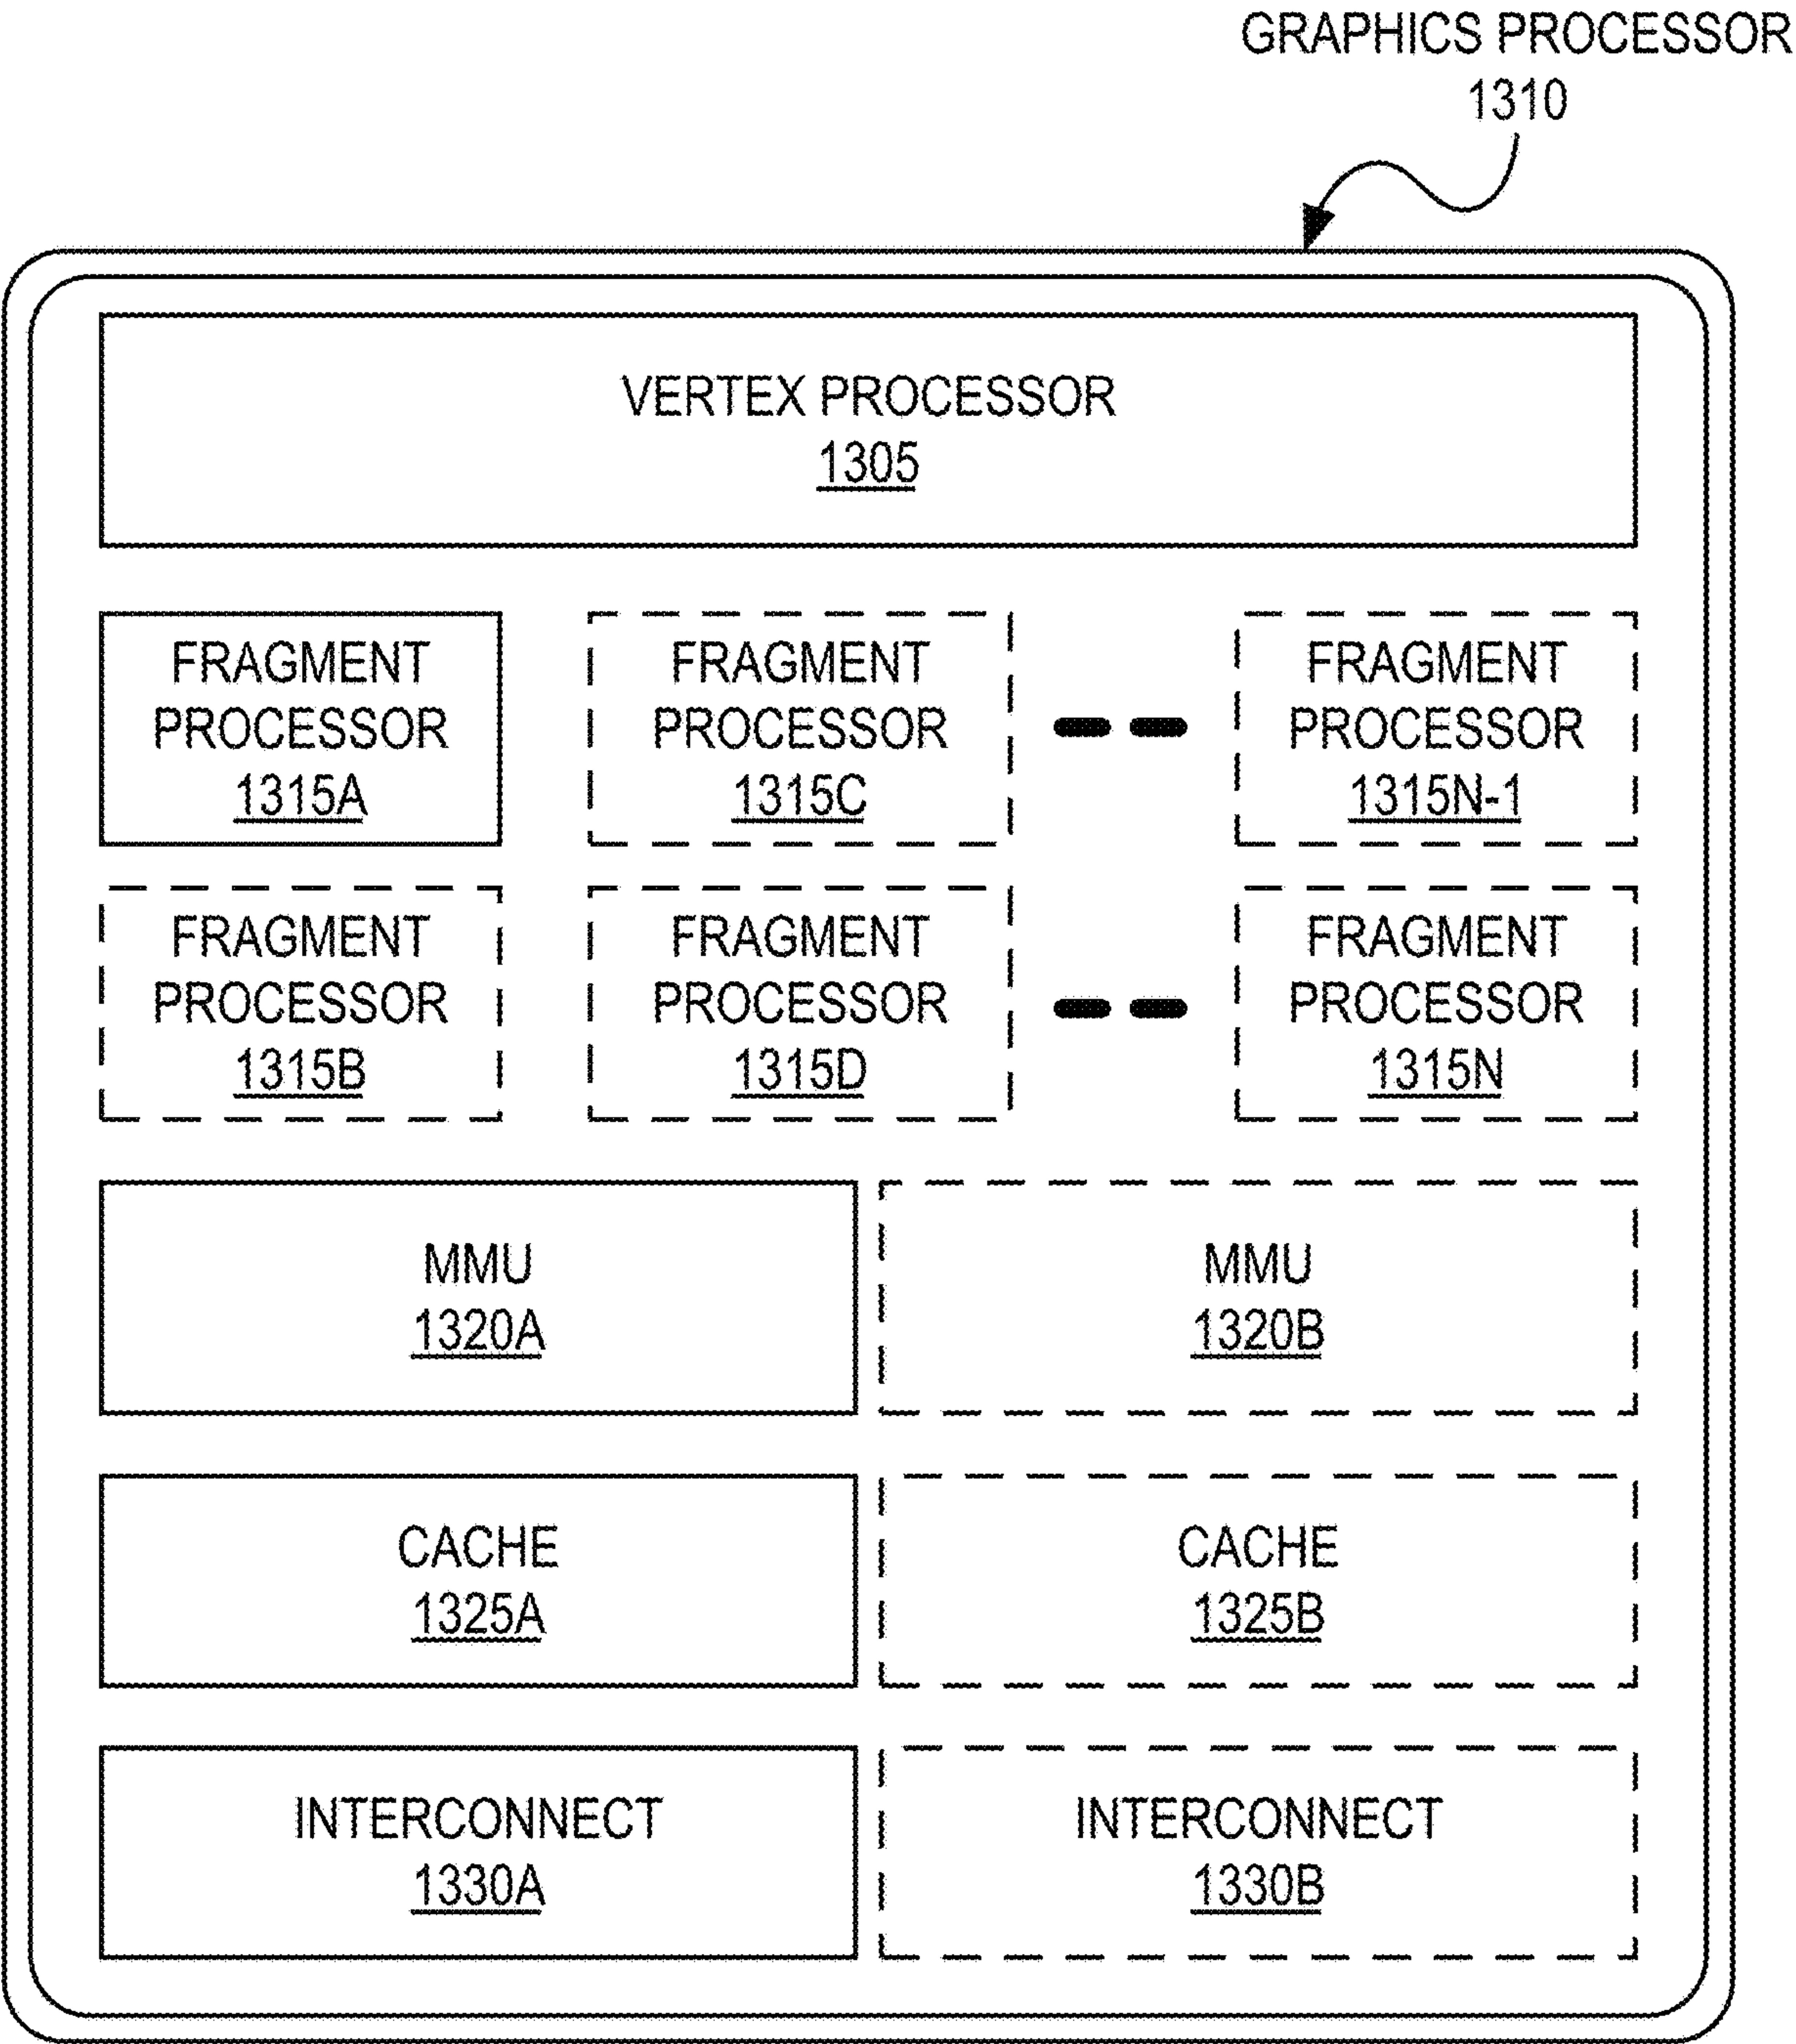 GRAPHICS PROCESSOR
1310
VERTEX PROCESSOR
1305
FRAGMENT
PROCESSOR
1315A
FRAGMENT
PROCESSOR
1315C
FRAGMENT
PROCESSOR
1315N-1
FRAGMENT
PROCESSOR
1315B
FRAGMENT
PROCESSOR
1315D
FRAGMENT
PROCESSOR
1315N
MMU
1320A
MMU
1320B
CACHE
1325A
CACHE
1325B
INTERCONNECT
1330A
INTERCONNECT
1330B